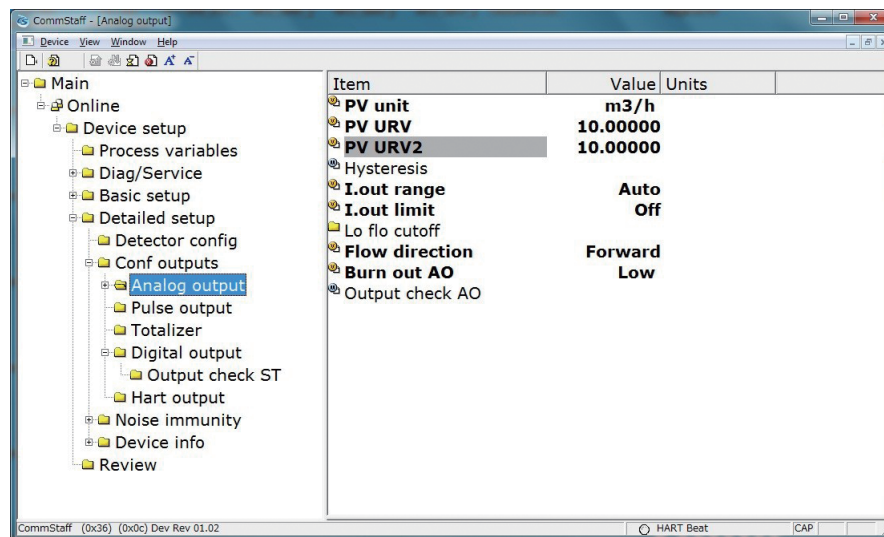 CommStaff - [Analog output]
Device View Window Help
Main
Online
Device setup
Process variables
Diag/Service
Basic setup
Detailed setup
Detector config
Conf outputs
Analog output
Pulse output
Totalizer
Digital output
Output check ST
Hart output
Noise immunity
Device info
Review
Item Value Units
PV unit m3/h
PV URV 10.00000
PV URV2 10.00000
Hysteresis
I.out range Auto
I.out limit Off
Lo flo cutoff
Flow direction Forward
Burn out AO Low
Output check AO
CommStaff (0x36) (0x0c) Dev Rev 01.02 HART Beat CAP